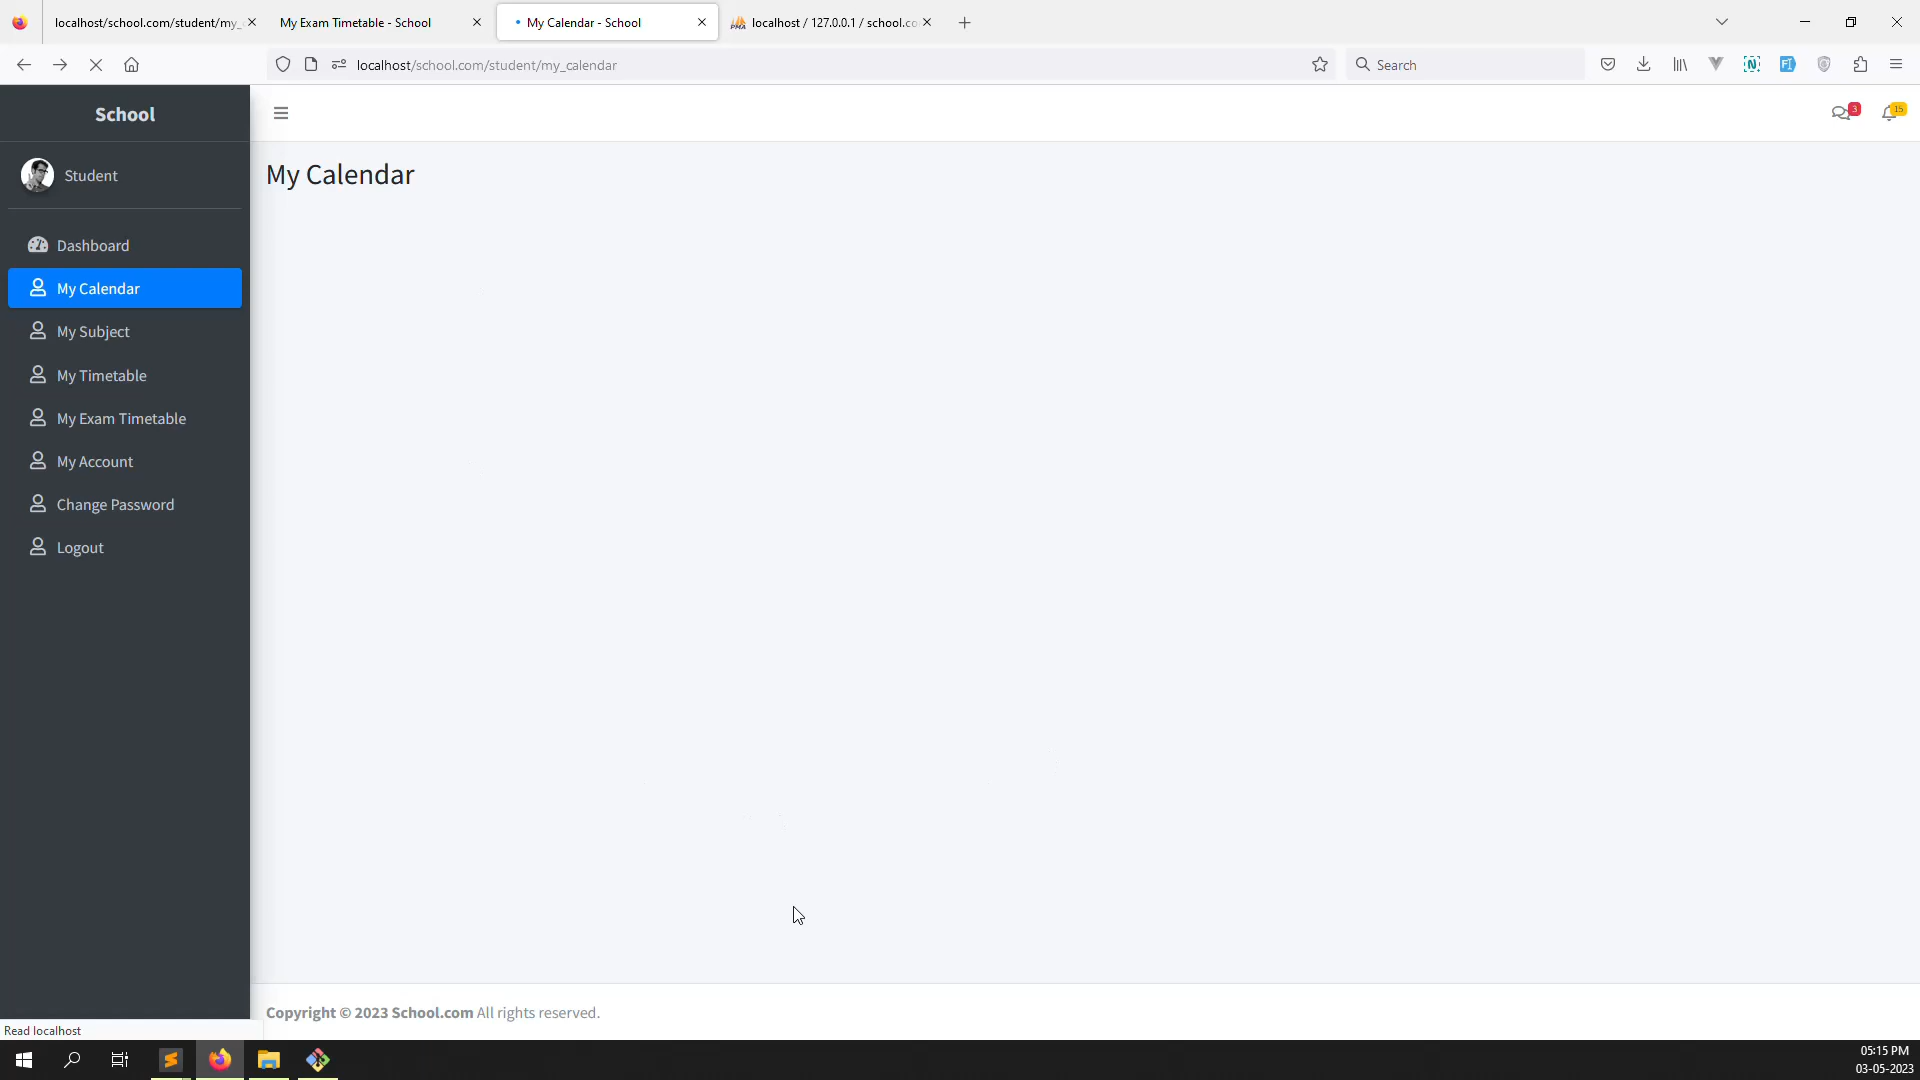 localhost/school.com/student/my_
My Exam Timetable - School
My Calendar - School
localhost / 127.0.0.1 / school.co
localhost/school.com/student/my_calendar
Search
School
3
15
Student
My Calendar
Dashboard
My Calendar
My Subject
My Timetable
My Exam Timetable
My Account
Change Password
Logout
Copyright © 2023 School.com All rights reserved.
Read localhost
05:15 PM
03-05-2023